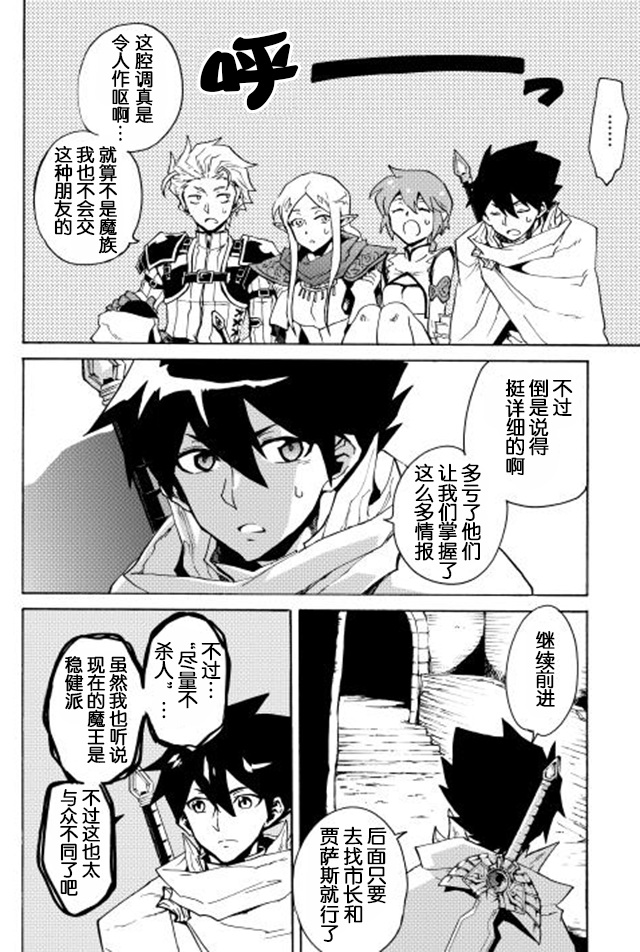 ……
呼
这腔调真是
令人作呕啊…
就算不是魔族
我也不会交
这种朋友的
不过
倒是说得
挺详细的啊
多亏了他们
让我们掌握了
这么多情报
继续前进
后面只要
去找市长和
贾萨斯就行了
不过…
“尽量不
杀人”…
虽然我也听说
现在的魔王是
稳健派
不过这也太
与众不同了吧